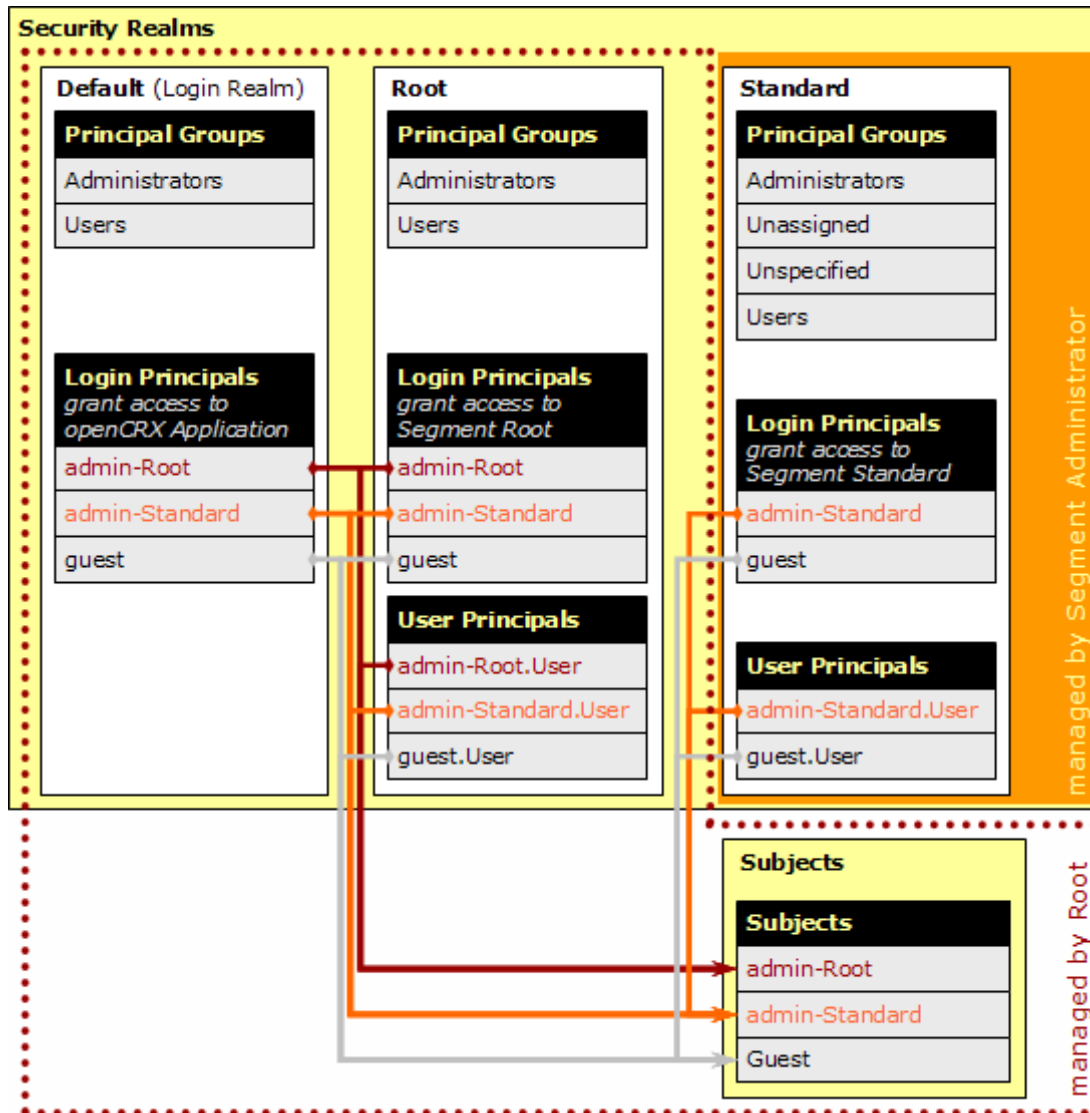 Security Realms
Default (Login Realm)
Principal Groups
Administrators
Users
Login Principals
grant access to
openCRX Application
admin-Root
admin-Standard
guest
Root
Principal Groups
Administrators
Users
Login Principals
grant access to
Segment Root
admin-Root
admin-Standard
guest
User Principals
admin-Root.User
admin-Standard.User
guest.User
Standard
Principal Groups
Administrators
Unassigned
Unspecified
Users
Login Principals
grant access to
Segment Standard
admin-Standard
guest
User Principals
admin-Standard.User
guest.User
managed by Segment Administrator
Subjects
Subjects
admin-Root
admin-Standard
Guest
managed by Root